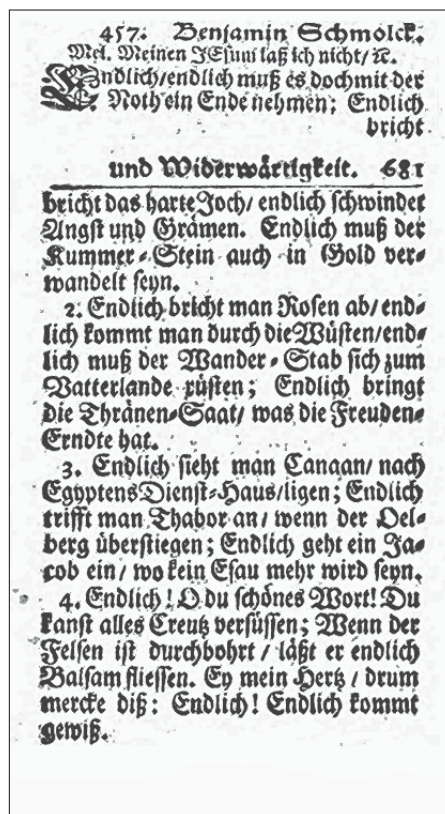 457. Benjamin Schmolck.
Mel. Meinen JEsum laß ich nicht/ ꝛc.
Endlich/endlich muß es doch mit der
Noth ein Ende nehmen; Endlich
bricht
und Widerwärtigkeit. 681
bricht das harte Joch/ endlich schwindet
Angst und Grämen. Endlich muß der
Kummer-Stein auch in Gold ver-
wandelt seyn.
2. Endlich bricht man Rosen ab/ end-
lich kommt man durch die Wüsten/end-
lich muß der Wander-Stab sich zum
Vatterlande rüsten; Endlich bringt
die Thränen-Saat/ was die Freuden-
Erndte hat.
3. Endlich sieht man Canaan/ nach
Egyptens Dienst-Haus/ligen; Endlich
trifft man Thabor an/ wenn der Oel-
berg überstiegen; Endlich geht ein Ja-
cob ein/ wo kein Esau mehr wird seyn.
4. Endlich! O du schönes Wort! Du
kanst alles Creutz versüssen; Wenn der
Felsen ist durchbohrt/ läßt er endlich
Balsam fliessen. Ey mein Hertz/ drum
mercke diß: Endlich! Endlich kommt
gewiß.